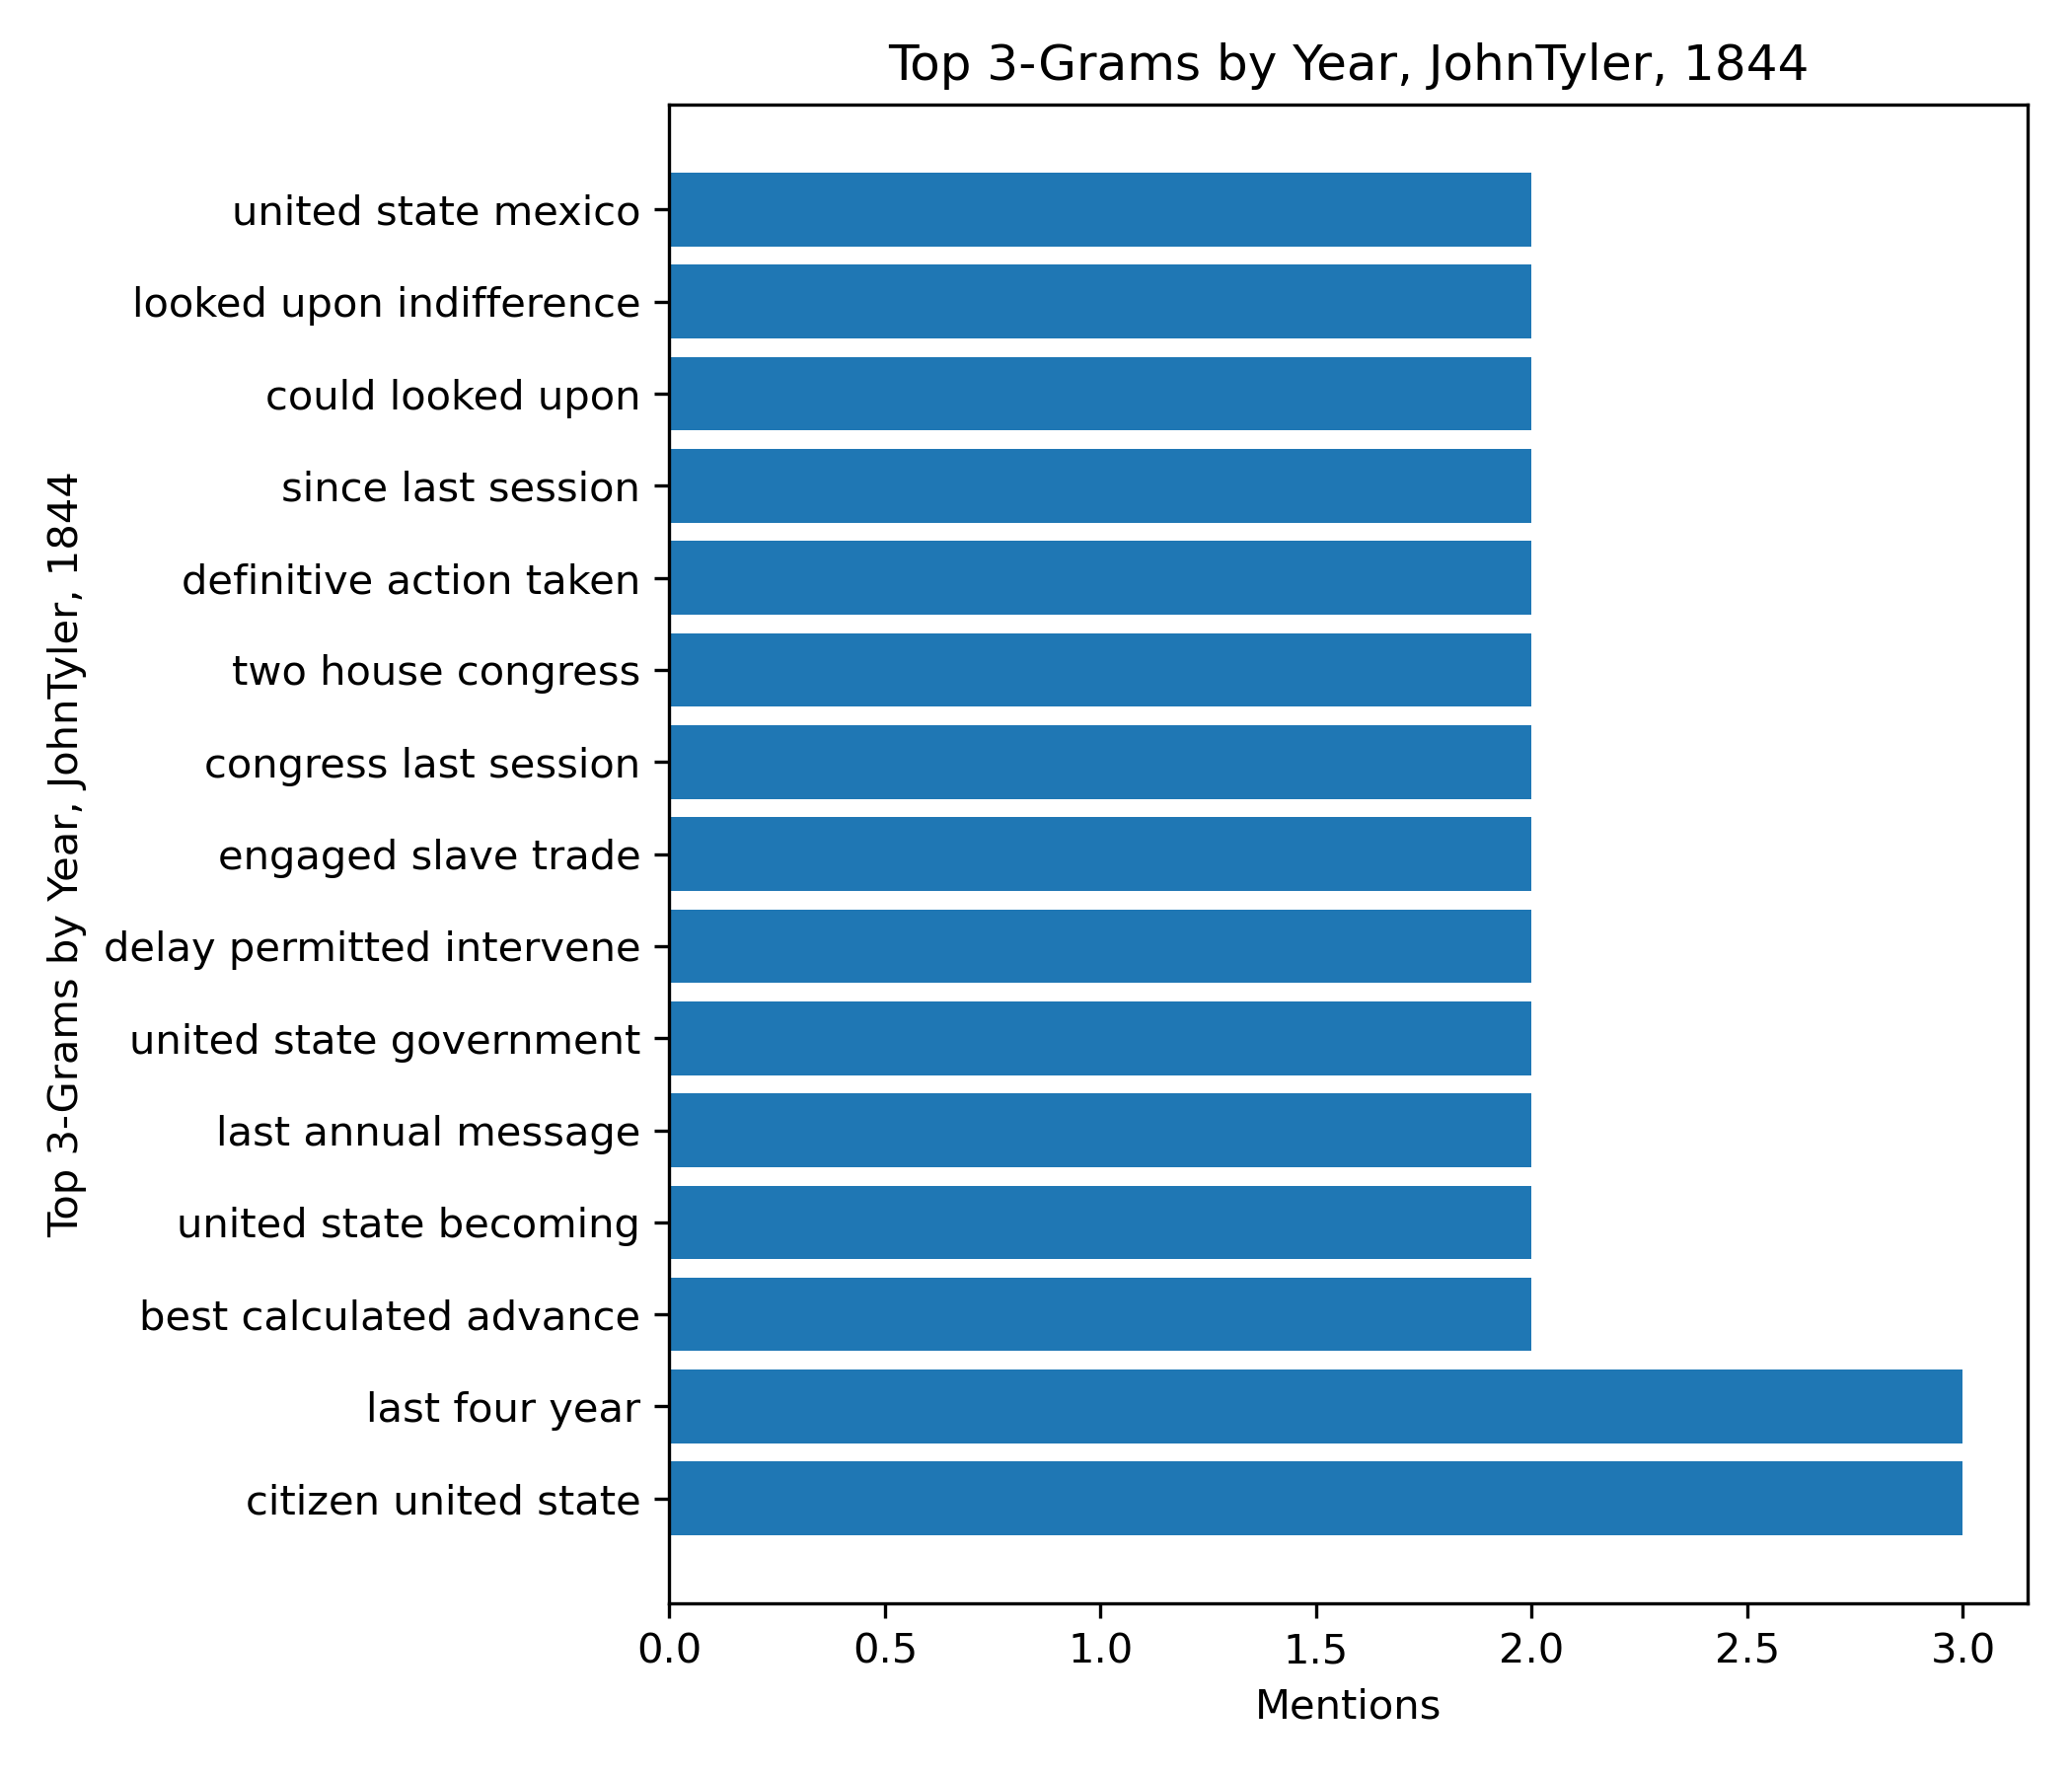 Top 3-Grams by Year, JohnTyler, 1844
Top 3-Grams by Year, JohnTyler, 1844
united state mexico
looked upon indifference
could looked upon
since last session
definitive action taken
two house congress
congress last session
engaged slave trade
delay permitted intervene
united state government
last annual message
united state becoming
best calculated advance
last four year
citizen united state
0.0 0.5 1.0 1.5 2.0 2.5 3.0
Mentions